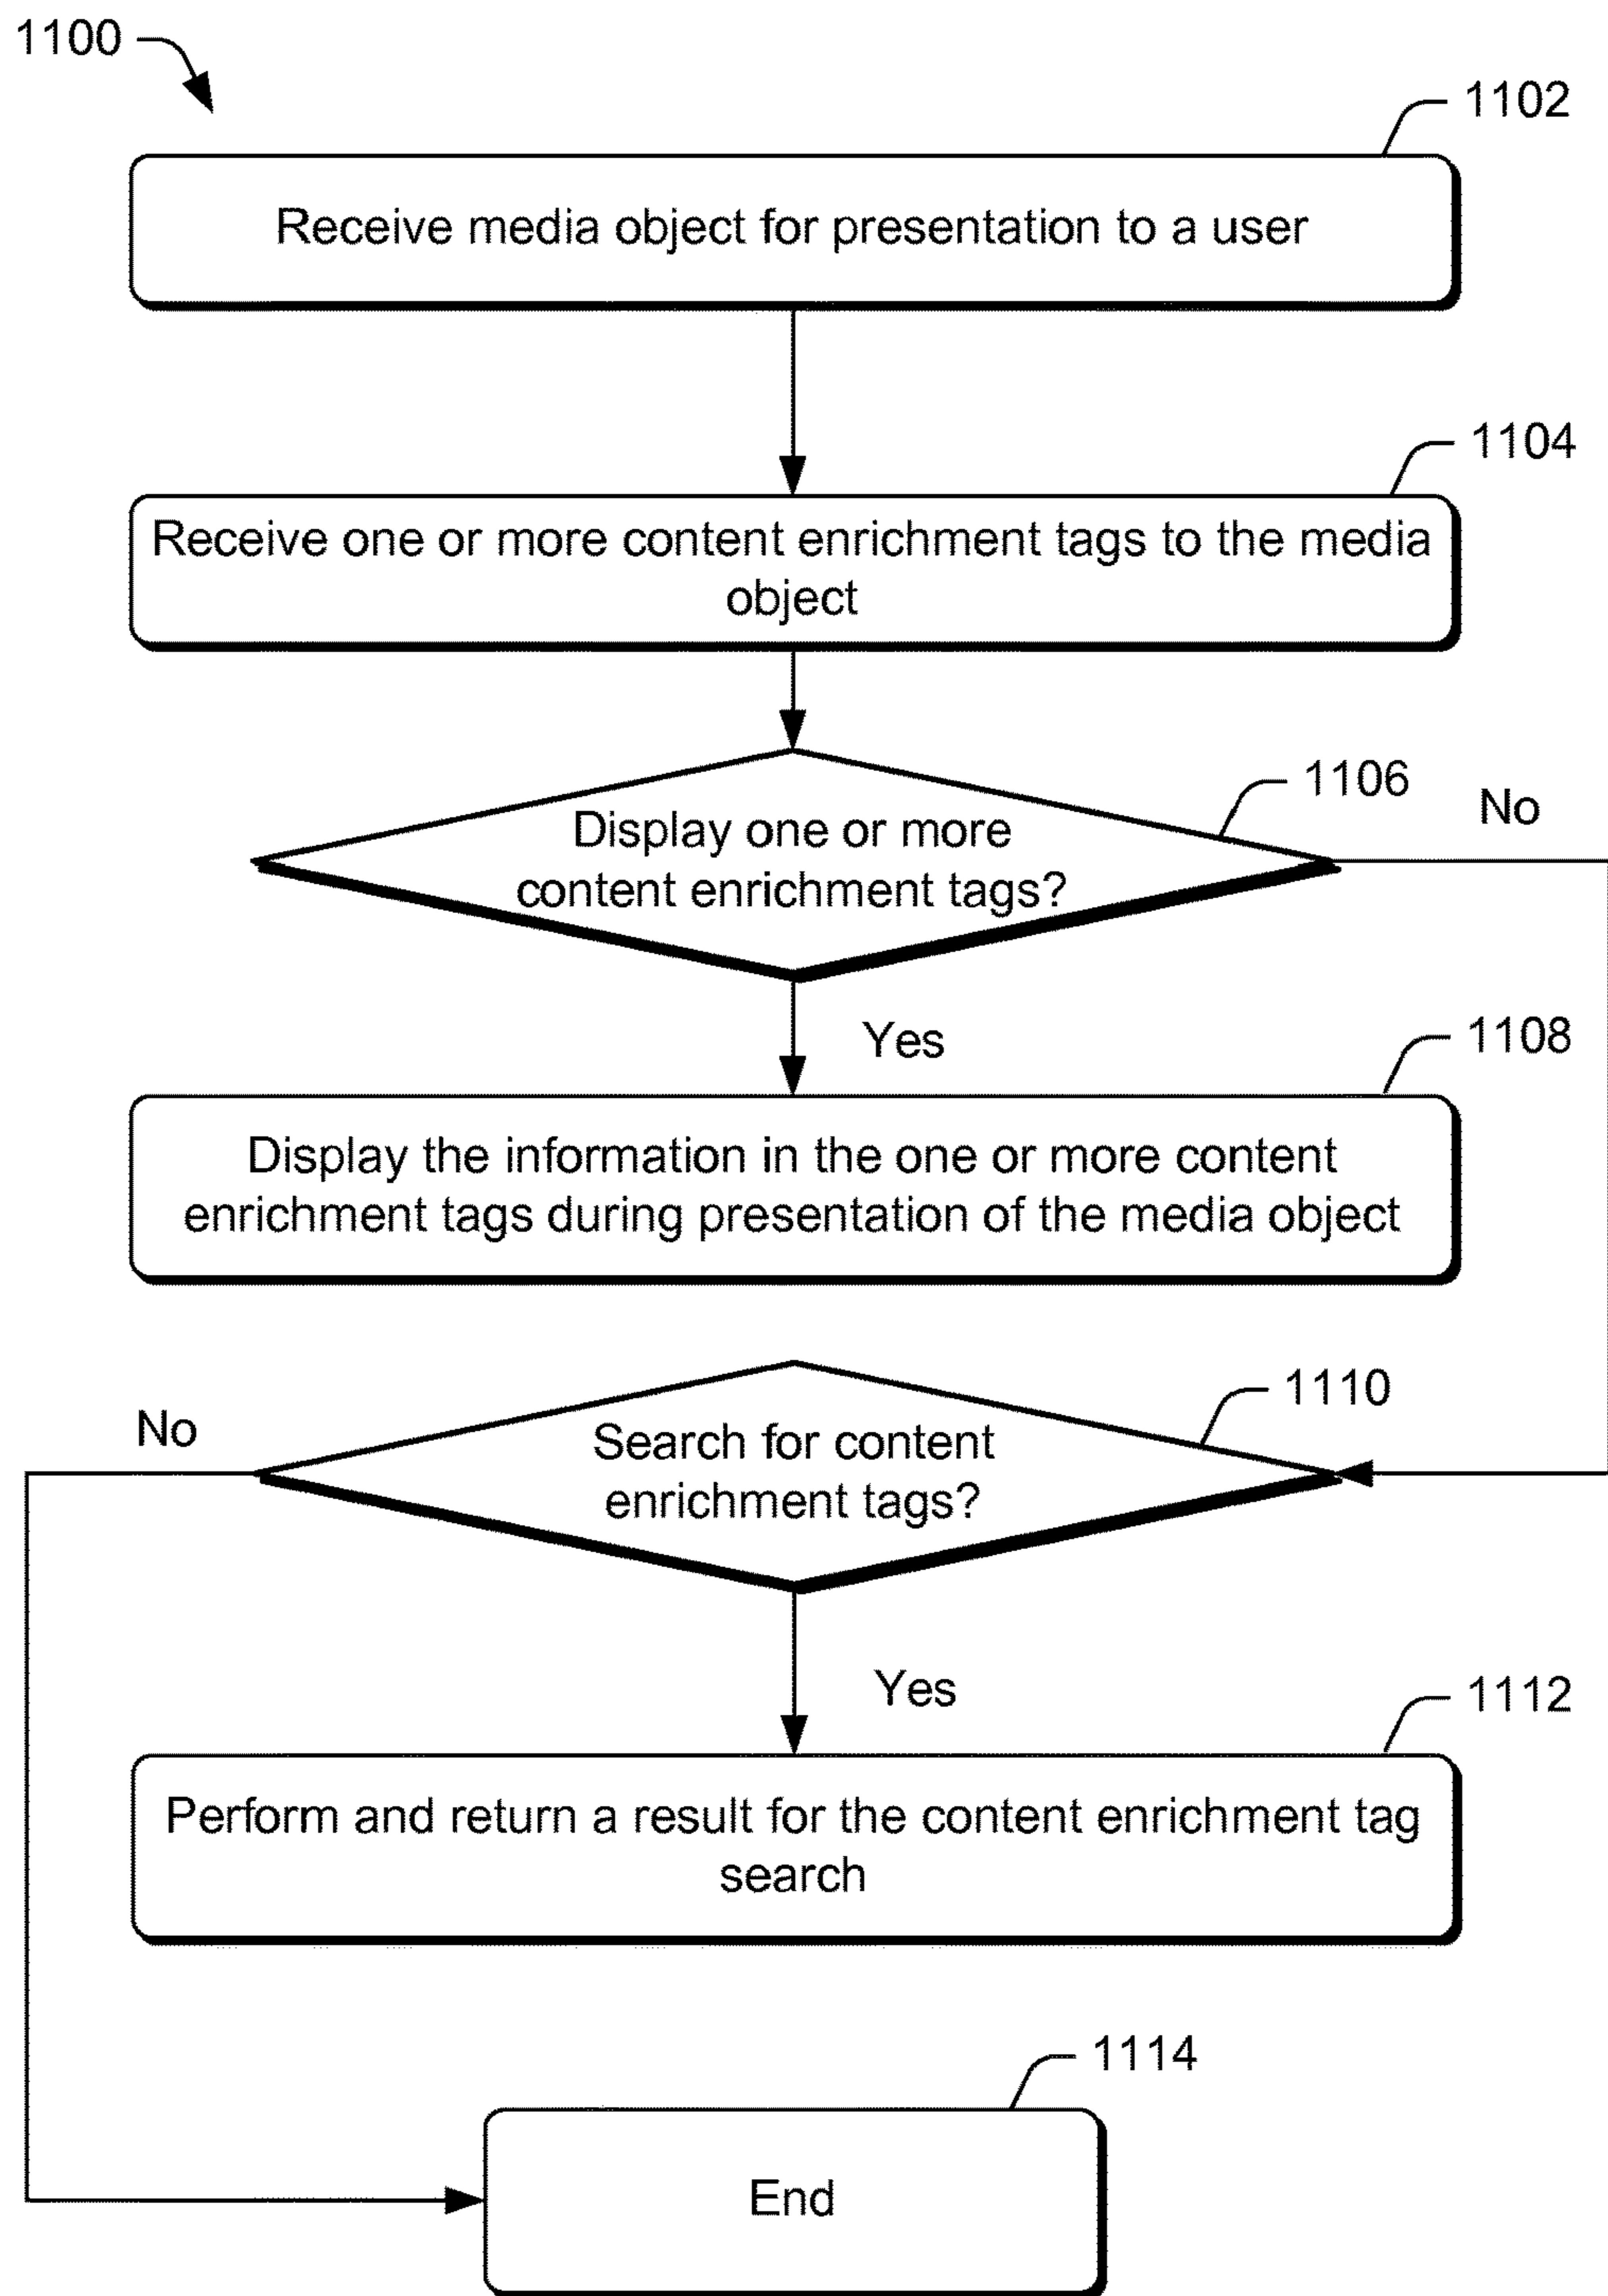 1100
1102
Receive media object for presentation to a user
1104
Receive one or more content enrichment tags to the media
object
1106
No
Display one or more
content enrichment tags?
Yes
1108
Display the information in the one or more content
enrichment tags during presentation of the media object
1110
No
Search for content
enrichment tags?
Yes
1112
Perform and return a result for the content enrichment tag
search
1114
End